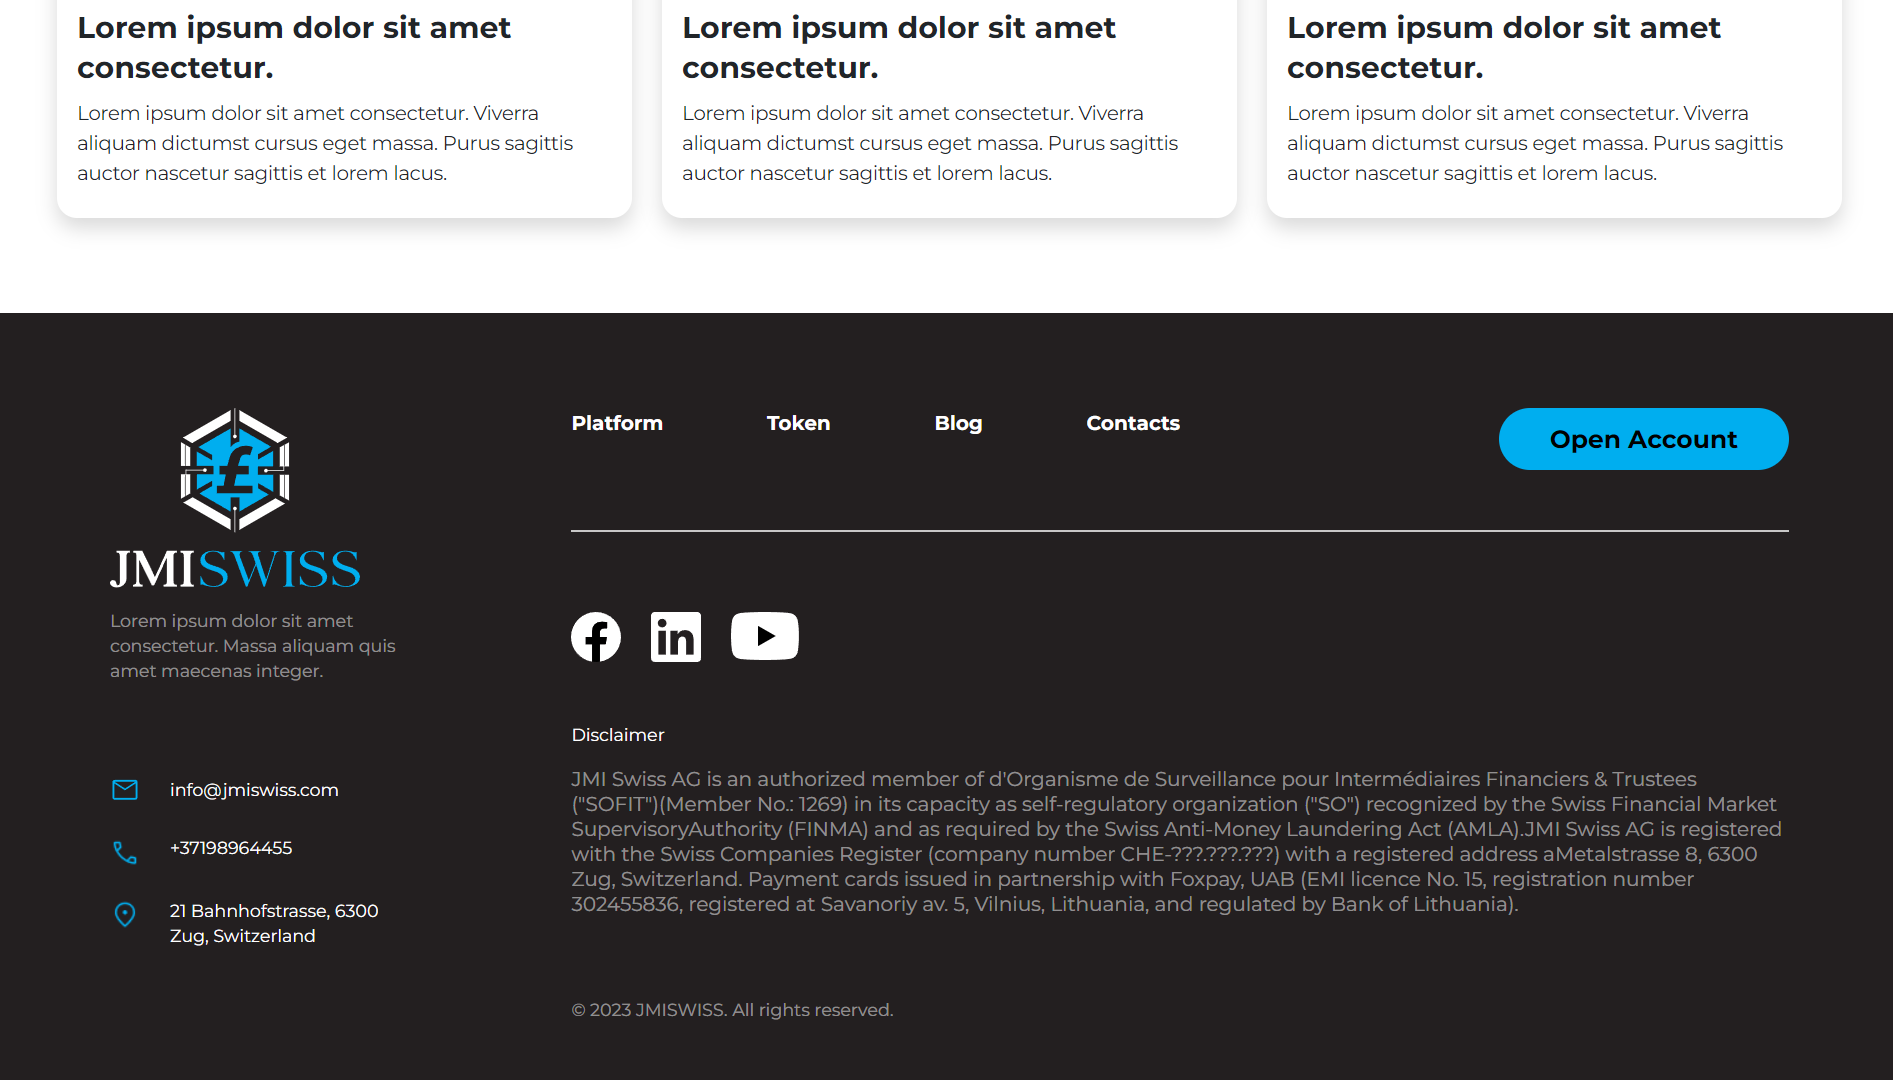 Lorem ipsum dolor sit amet
consectetur.
Lorem ipsum dolor sit amet consectetur. Viverra
aliquam dictumst cursus eget massa. Purus sagittis
auctor nascetur sagittis et lorem lacus.
Lorem ipsum dolor sit amet
consectetur.
Lorem ipsum dolor sit amet consectetur. Viverra
aliquam dictumst cursus eget massa. Purus sagittis
auctor nascetur sagittis et lorem lacus.
Lorem ipsum dolor sit amet
consectetur.
Lorem ipsum dolor sit amet consectetur. Viverra
aliquam dictumst cursus eget massa. Purus sagittis
auctor nascetur sagittis et lorem lacus.
£
JMISWISS
Lorem ipsum dolor sit amet
consectetur. Massa aliquam quis
amet maecenas integer.
info@jmiswiss.com
+37198964455
21 Bahnhofstrasse, 6300
Zug, Switzerland
Platform Token Blog Contacts
Open Account
Disclaimer
JMI Swiss AG is an authorized member of d'Organisme de Surveillance pour Intermédiaires Financiers & Trustees
("SOFIT")(Member No.: 1269) in its capacity as self-regulatory organization ("SO") recognized by the Swiss Financial Market
SupervisoryAuthority (FINMA) and as required by the Swiss Anti-Money Laundering Act (AMLA).JMI Swiss AG is registered
with the Swiss Companies Register (company number CHE-???.???.???) with a registered address aMetalstrasse 8, 6300
Zug, Switzerland. Payment cards issued in partnership with Foxpay, UAB (EMI licence No. 15, registration number
302455836, registered at Savanoriy av. 5, Vilnius, Lithuania, and regulated by Bank of Lithuania).
© 2023 JMISWISS. All rights reserved.